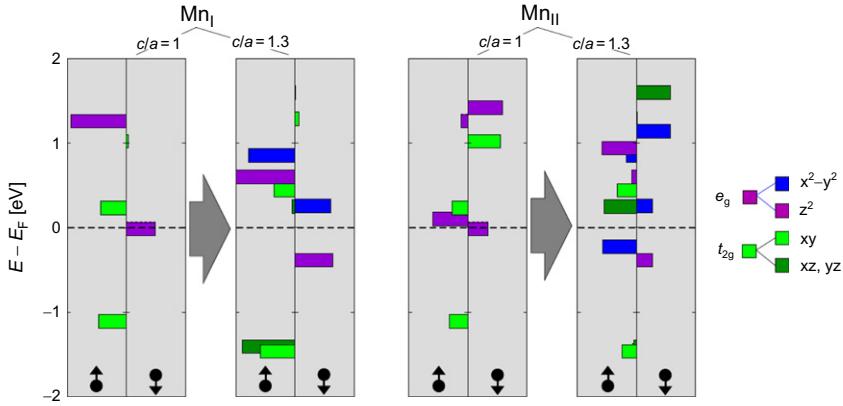 Mn_I
Mn_II
c/a = 1
c/a = 1.3
c/a = 1
c/a = 1.3
E − E_F [eV]
2
1
0
−1
−2
e_g
x²−y²
z²
t_2g
xy
xz, yz